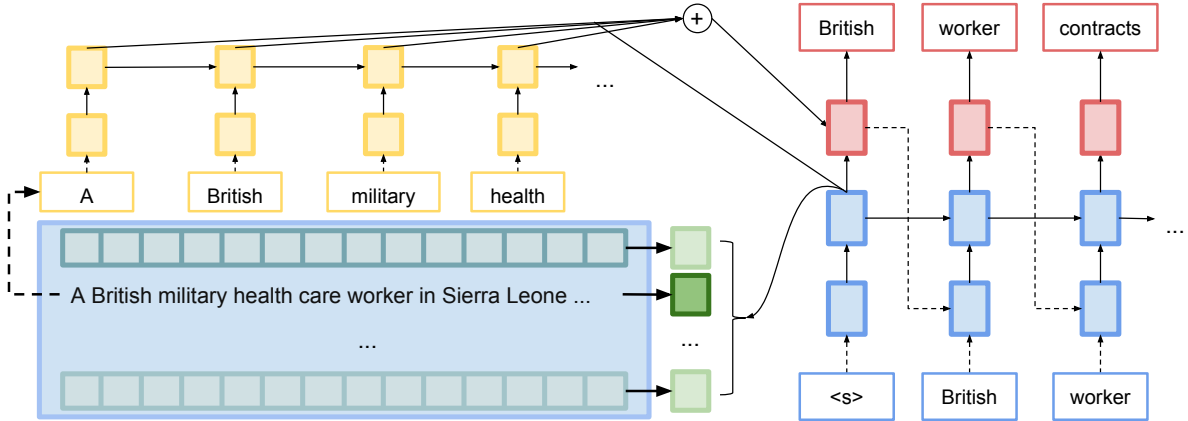 +
British worker contracts
...
A British military health
A British military health care worker in Sierra Leone ...
...
...
...
<s> British worker